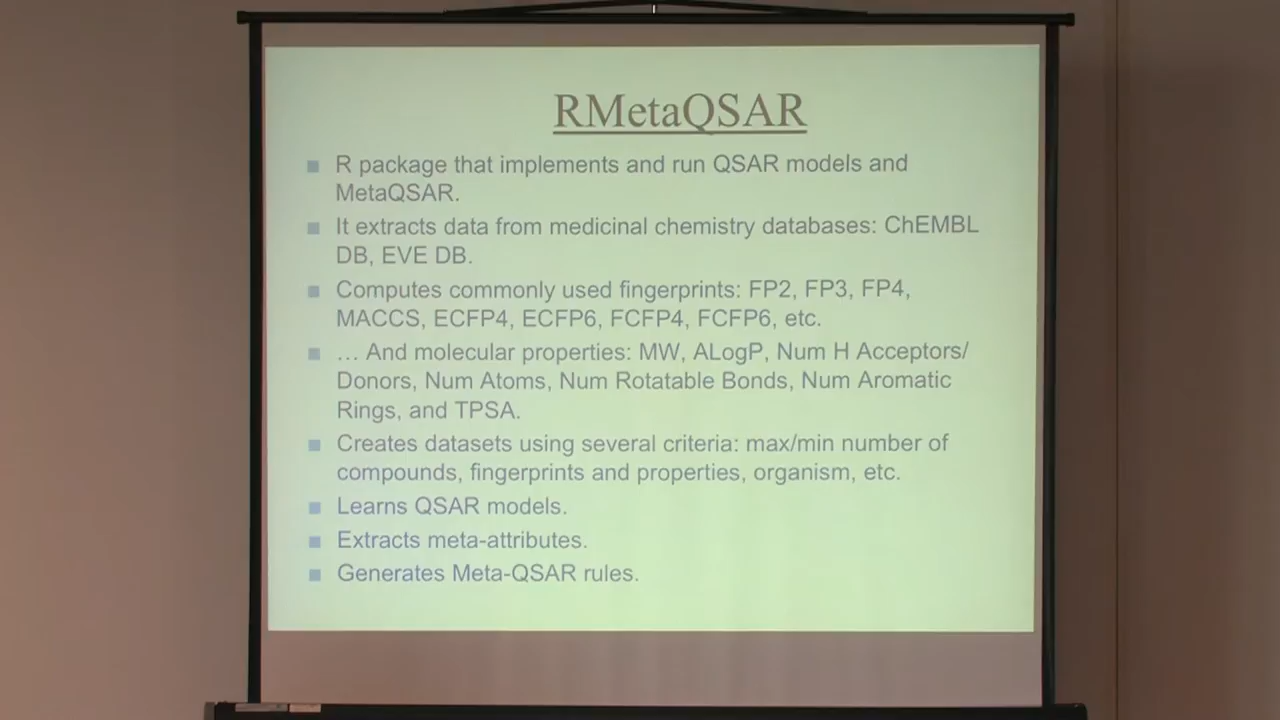 RMetaQSAR
R package that implements and run QSAR models and
MetaQSAR.
It extracts data from medicinal chemistry databases: ChEMBL
DB, EVE DB.
Computes commonly used fingerprints: FP2, FP3, FP4,
MACCS, ECFP4, ECFP6, FCFP4, FCFP6, etc.
… And molecular properties: MW, ALogP, Num H Acceptors/
Donors, Num Atoms, Num Rotatable Bonds, Num Aromatic
Rings, and TPSA.
Creates datasets using several criteria: max/min number of
compounds, fingerprints and properties, organism, etc.
Learns QSAR models.
Extracts meta-attributes.
Generates Meta-QSAR rules.